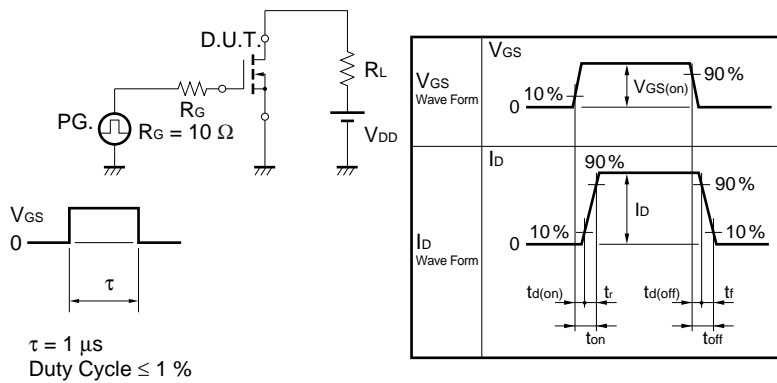 D.U.T.
RL
RG
PG.
RG = 10 Ω
VDD
VGS
0
τ
τ = 1 μs
Duty Cycle ≤ 1 %
VGS
Wave Form
VGS
10 %
90 %
VGS(on)
0
ID
Wave Form
ID
90 %
90 %
ID
10 %
10 %
0
td(on) tr td(off) tf
ton toff